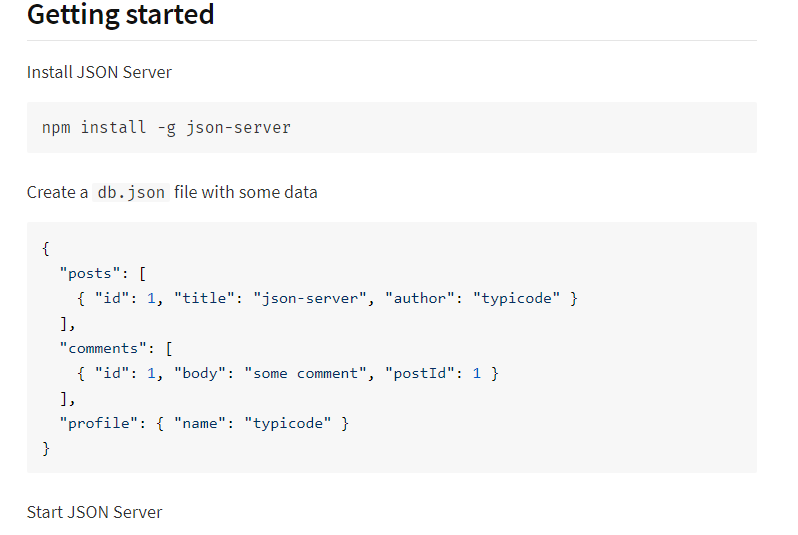 Getting started
Install JSON Server
npm install -g json-server
Create a db.json file with some data
{
  "posts": [
    { "id": 1, "title": "json-server", "author": "typicode" }
  ],
  "comments": [
    { "id": 1, "body": "some comment", "postId": 1 }
  ],
  "profile": { "name": "typicode" }
}
Start JSON Server